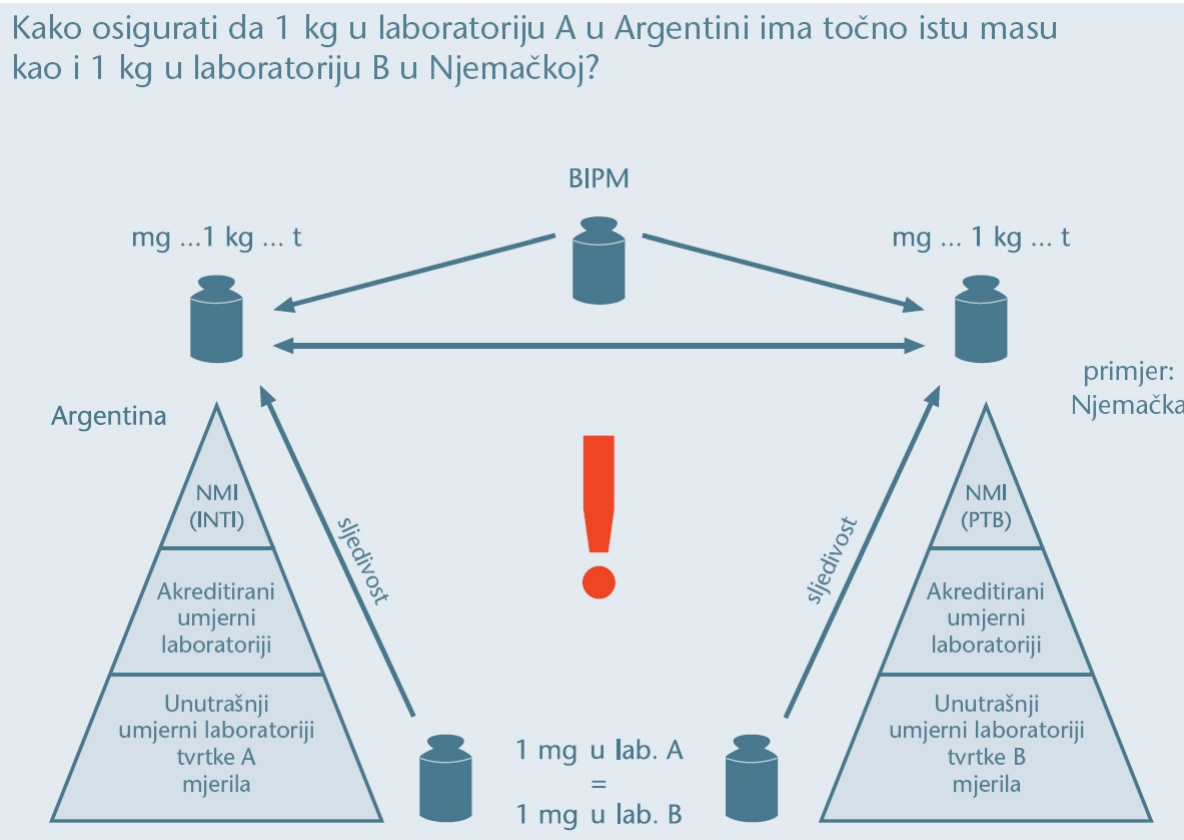 Kako osigurati da 1 kg u laboratoriju A u Argentini ima točno istu masu
kao i 1 kg u laboratoriju B u Njemačkoj?
BIPM
mg ...1 kg ... t
mg ... 1 kg ... t
Argentina
primjer:
Njemačka
NMI
(INTI)
NMI
(PTB)
sljedivost
sljedivost
Akreditirani
umjerni
laboratoriji
Akreditirani
umjerni
laboratoriji
Unutrašnji
umjerni laboratoriji
tvrtke A
mjerila
1 mg u lab. A
=
1 mg u lab. B
Unutrašnji
umjerni laboratoriji
tvrtke B
mjerila